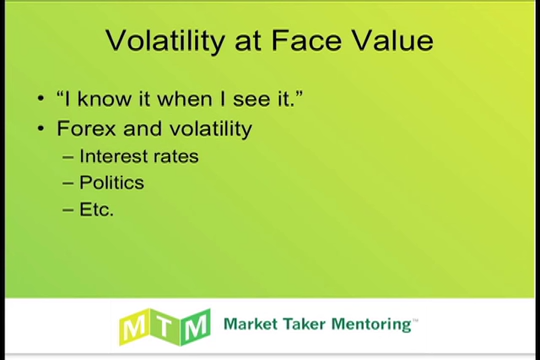 Volatility at Face Value
• “I know it when I see it.”
• Forex and volatility
– Interest rates
– Politics
– Etc.
MTM Market Taker Mentoring™